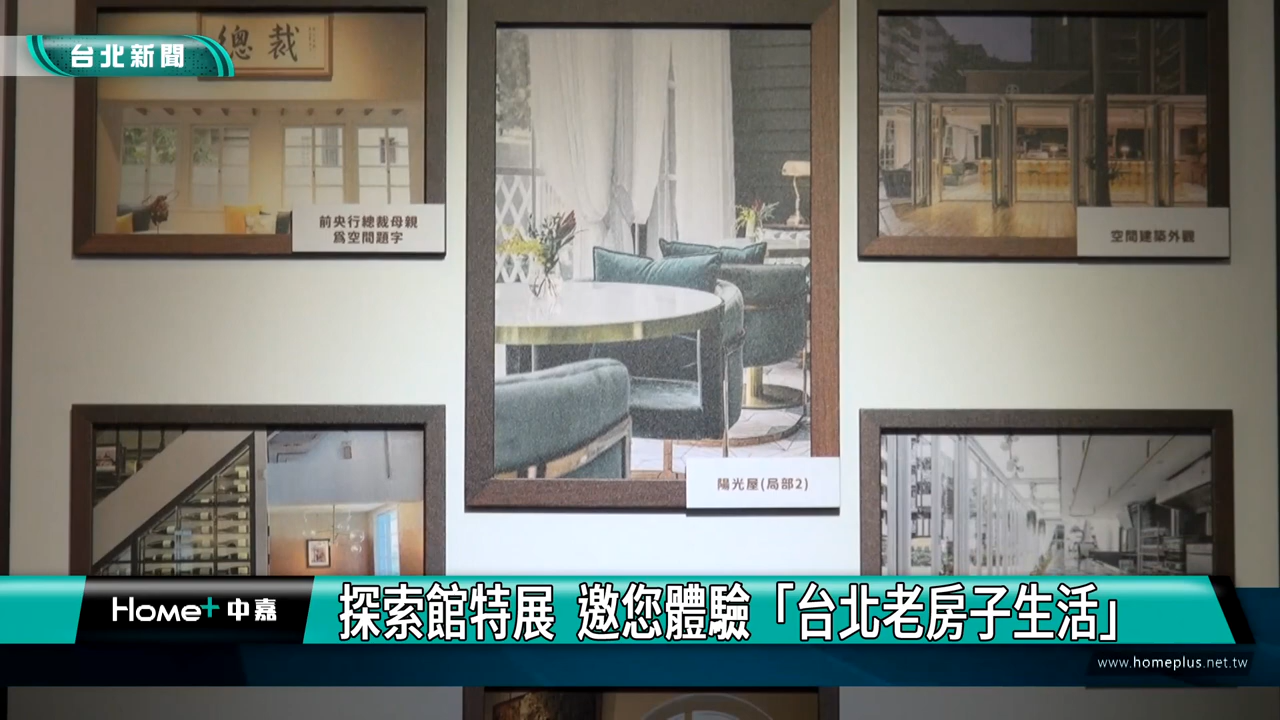 台北新聞
總裁
前央行總裁母親
為空間題字
空間建築外觀
陽光屋(局部2)
Home+中嘉
探索館特展 邀您體驗「台北老房子生活」
www.homeplus.net.tw